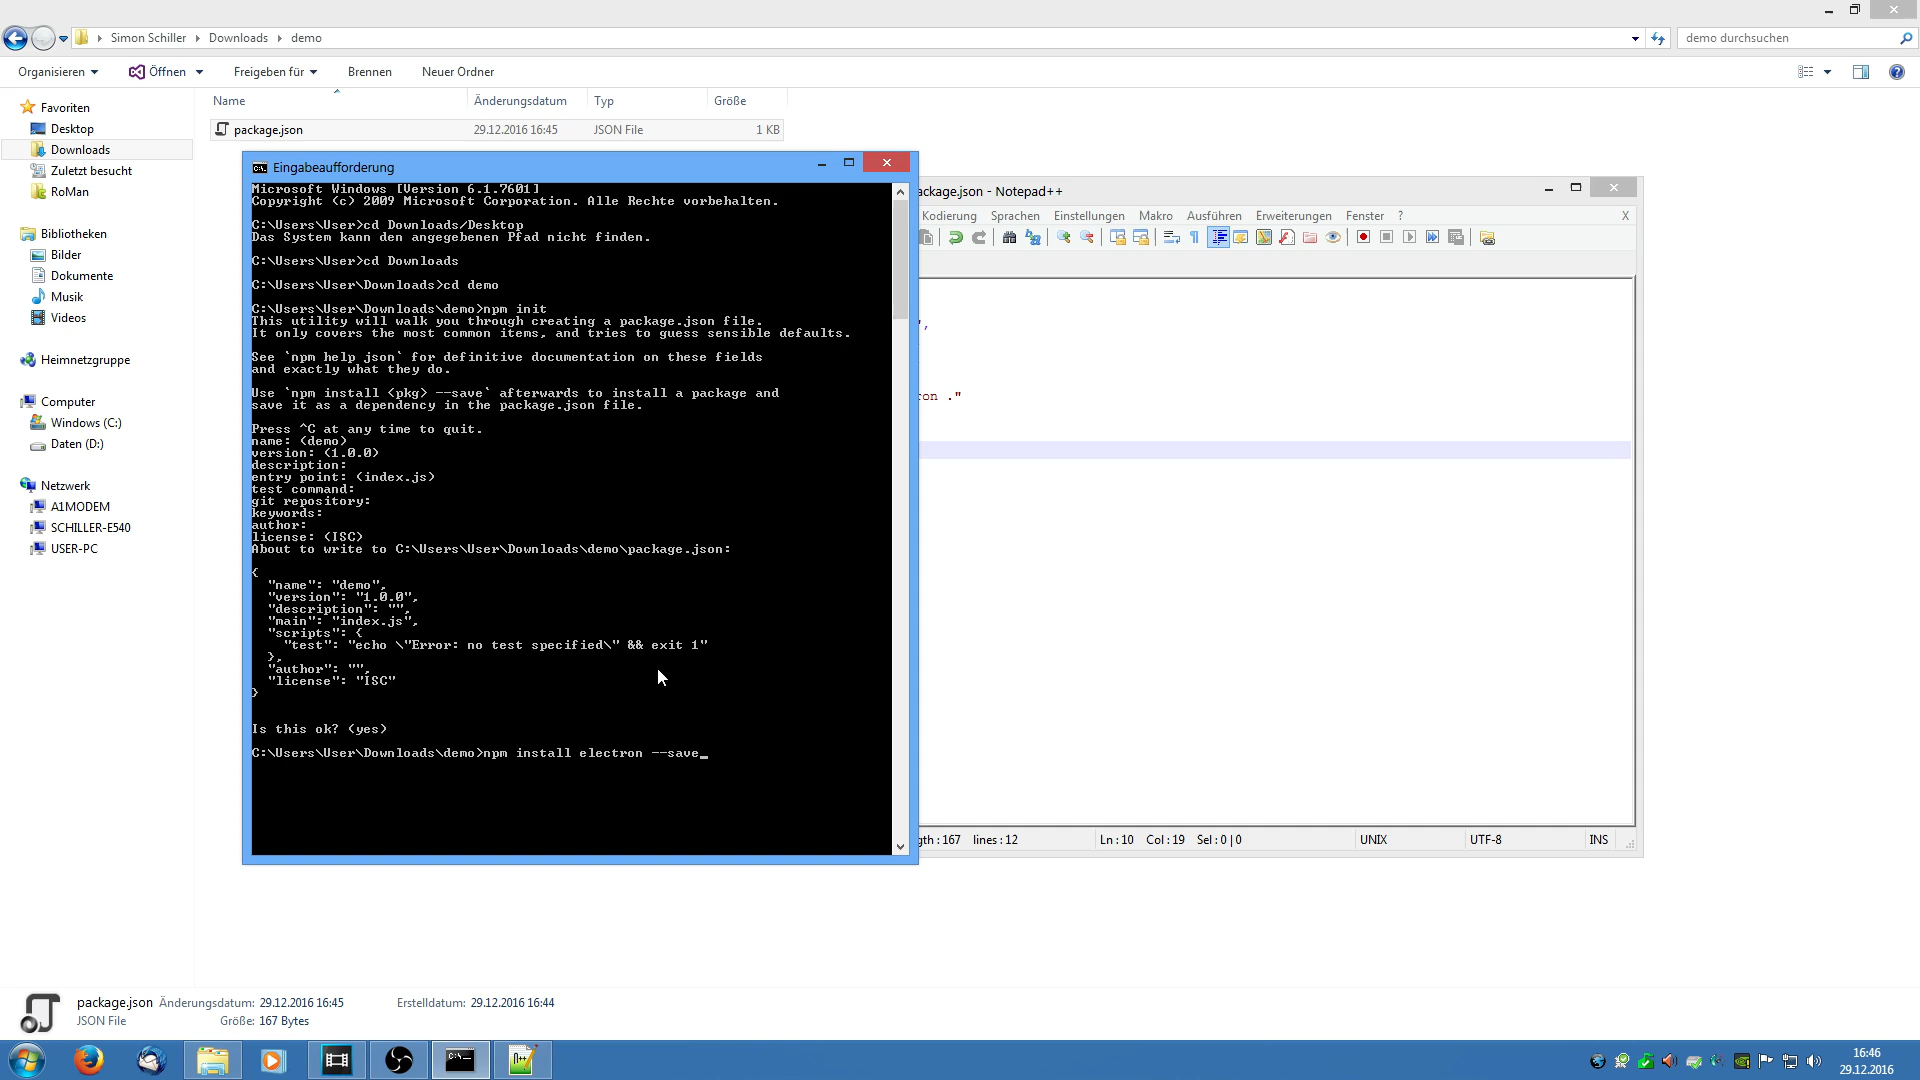 Simon Schiller Downloads demo
demo durchsuchen
Organisieren Öffnen Freigeben für Brennen Neuer Ordner
Name Änderungsdatum Typ Größe
package.json 29.12.2016 16:45 JSON File 1 KB
Favoriten
Desktop
Downloads
Zuletzt besucht
RoMan
Bibliotheken
Bilder
Dokumente
Musik
Videos
Heimnetzgruppe
Computer
Windows (C:)
Daten (D:)
Netzwerk
A1MODEM
SCHILLER-E540
USER-PC
Eingabeaufforderung
Microsoft Windows [Version 6.1.7601]
Copyright (c) 2009 Microsoft Corporation. Alle Rechte vorbehalten.
C:\Users\User>cd Downloads/Desktop
Das System kann den angegebenen Pfad nicht finden.
C:\Users\User>cd Downloads
C:\Users\User\Downloads>cd demo
C:\Users\User\Downloads\demo>npm init
This utility will walk you through creating a package.json file.
It only covers the most common items, and tries to guess sensible defaults.
See `npm help json` for definitive documentation on these fields
and exactly what they do.
Use `npm install <pkg> --save` afterwards to install a package and
save it as a dependency in the package.json file.
Press ^C at any time to quit.
name: (demo)
version: (1.0.0)
description:
entry point: (index.js)
test command:
git repository:
keywords:
author:
license: (ISC)
About to write to C:\Users\User\Downloads\demo\package.json:
{
"name": "demo",
"version": "1.0.0",
"description": "",
"main": "index.js",
"scripts": {
"test": "echo \"Error: no test specified\" && exit 1"
},
"author": "",
"license": "ISC"
}
Is this ok? (yes)
C:\Users\User\Downloads\demo>npm install electron --save_
ackage.json - Notepad++
Kodierung Sprachen Einstellungen Makro Ausführen Erweiterungen Fenster ? X
",
ron ."
gth : 167 lines : 12 Ln : 10 Col : 19 Sel : 0 | 0 UNIX UTF-8 INS
package.json Änderungsdatum: 29.12.2016 16:45 Erstelldatum: 29.12.2016 16:44
JSON File Größe: 167 Bytes
16:46
29.12.2016